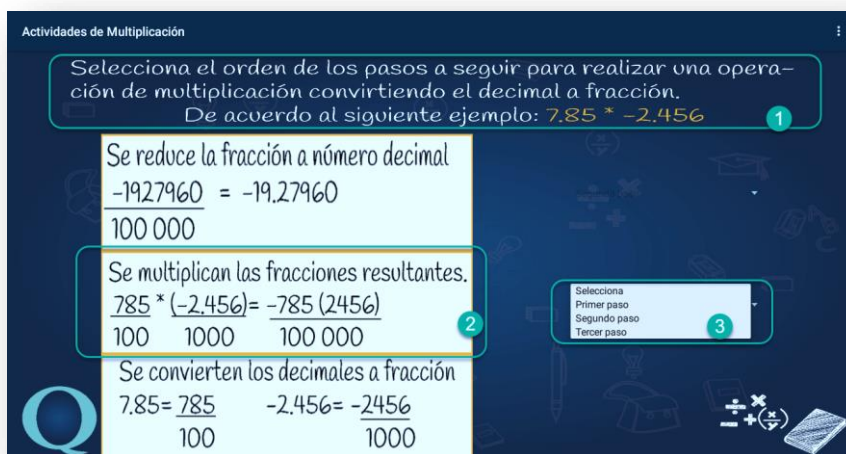 Actividades de Multiplicación
Selecciona el orden de los pasos a seguir para realizar una opera-
ción de multiplicación convirtiendo el decimal a fracción.
De acuerdo al siguiente ejemplo: 7.85 * -2.456
1
Se reduce la fracción a número decimal
-1927960 = -19.27960
100 000
Se multiplican las fracciones resultantes.
785 * (-2.456)= -785 (2456)
100 1000 100 000
2
Selecciona
Primer paso
Segundo paso
Tercer paso
3
Se convierten los decimales a fracción
7.85= 785 -2.456= -2456
100 1000
Q